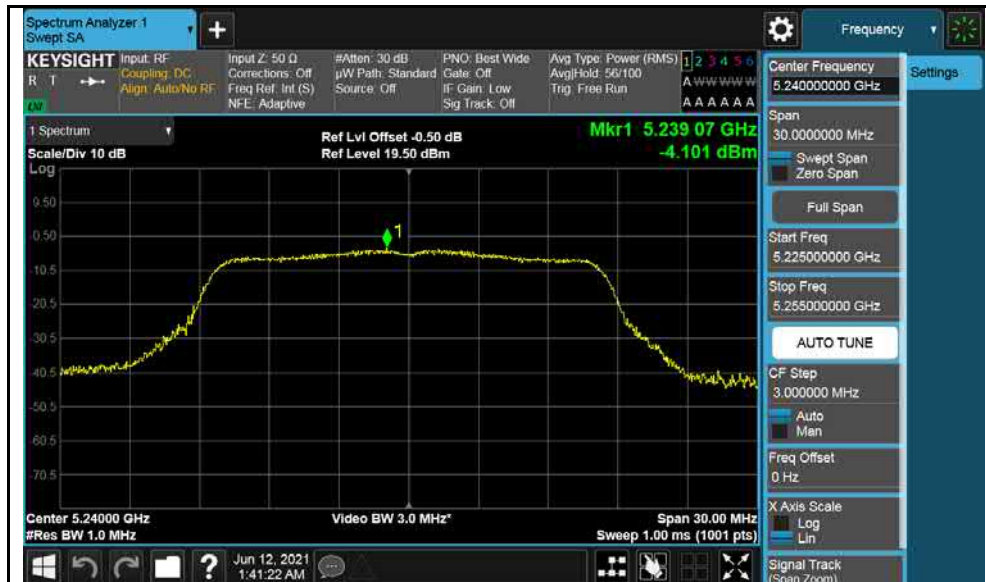 Spectrum Analyzer 1
Swept SA
+
Frequency
KEYSIGHT
R T
LXI
Input: RF
Coupling: DC
Align: Auto/No RF
Input Z: 50 Ω
Corrections: Off
Freq Ref: Int (S)
NFE: Adaptive
#Atten: 30 dB
µW Path: Standard
Source: Off
PNO: Best Wide
Gate: Off
IF Gain: Low
Sig Track: Off
Avg Type: Power (RMS)
Avg|Hold: 56/100
Trig: Free Run
1 2 3 4 5 6
A W W W W W
A A A A A A
1 Spectrum
Scale/Div 10 dB
Log
Ref Lvl Offset -0.50 dB
Ref Level 19.50 dBm
Mkr1 5.239 07 GHz
-4.101 dBm
9.50
-0.50
-10.5
-20.5
-30.5
-40.5
-50.5
-60.5
-70.5
1
Center 5.24000 GHz
#Res BW 1.0 MHz
Video BW 3.0 MHz*
Span 30.00 MHz
Sweep 1.00 ms (1001 pts)
?
Jun 12, 2021
1:41:22 AM
Center Frequency
5.240000000 GHz
Span
30.0000000 MHz
Swept Span
Zero Span
Full Span
Start Freq
5.225000000 GHz
Stop Freq
5.255000000 GHz
AUTO TUNE
CF Step
3.000000 MHz
Auto
Man
Freq Offset
0 Hz
X Axis Scale
Log
Lin
Signal Track
(Span Zoom)
Settings